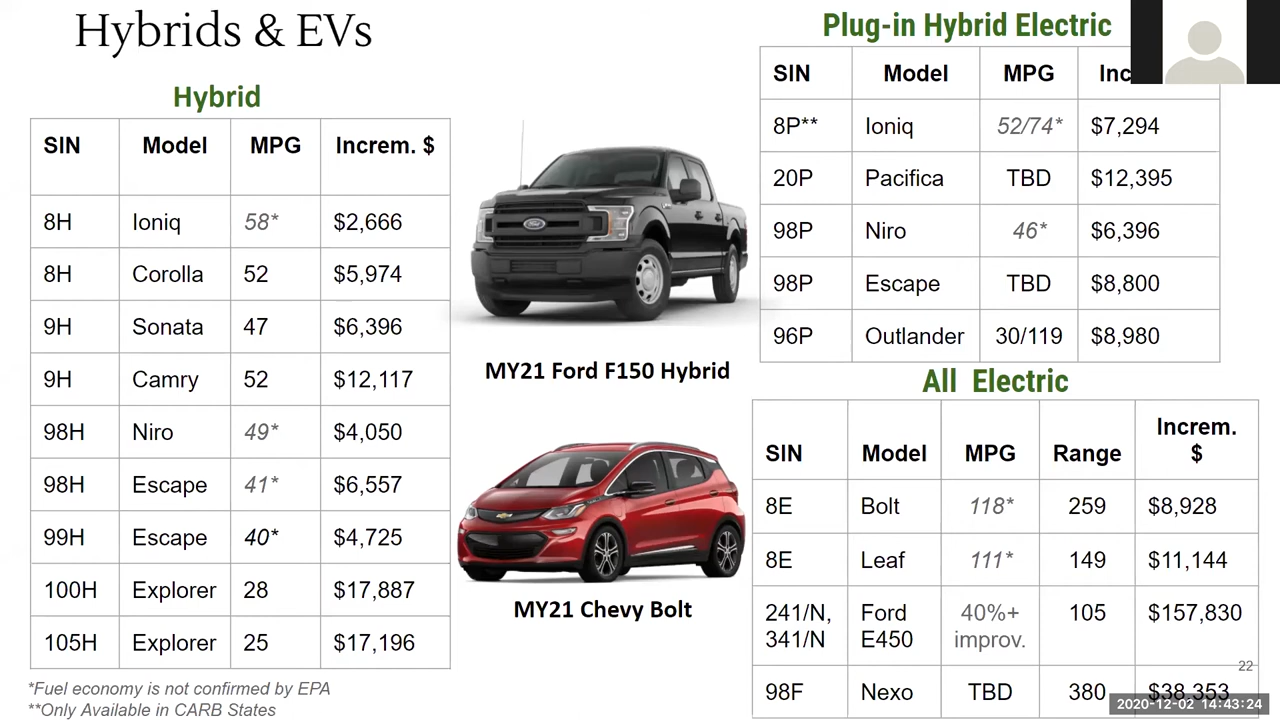 Hybrids & EVs
Hybrid
SIN Model MPG Increm. $
8H Ioniq 58* $2,666
8H Corolla 52 $5,974
9H Sonata 47 $6,396
9H Camry 52 $12,117
98H Niro 49* $4,050
98H Escape 41* $6,557
99H Escape 40* $4,725
100H Explorer 28 $17,887
105H Explorer 25 $17,196
*Fuel economy is not confirmed by EPA
**Only Available in CARB States
Ford
MY21 Ford F150 Hybrid
MY21 Chevy Bolt
Plug-in Hybrid Electric
SIN Model MPG Inc
8P** Ioniq 52/74* $7,294
20P Pacifica TBD $12,395
98P Niro 46* $6,396
98P Escape TBD $8,800
96P Outlander 30/119 $8,980
All Electric
Increm.
SIN Model MPG Range $
8E Bolt 118* 259 $8,928
8E Leaf 111* 149 $11,144
241/N, Ford 40%+ 105 $157,830
341/N E450 improv.
22
98F Nexo TBD 380 $38,353
2020-12-02 14:43:24